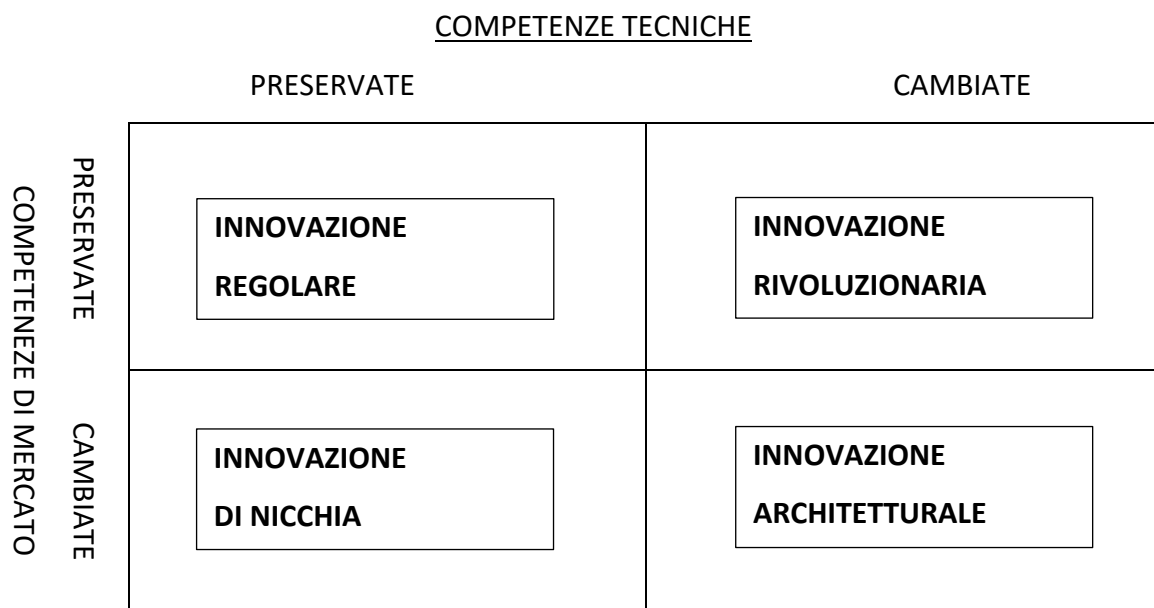 COMPETENZE TECNICHE
PRESERVATE
CAMBIATE
COMPETENEZE DI MERCATO
PRESERVATE
INNOVAZIONE
REGOLARE
INNOVAZIONE
RIVOLUZIONARIA
CAMBIATE
INNOVAZIONE
DI NICCHIA
INNOVAZIONE
ARCHITETTURALE